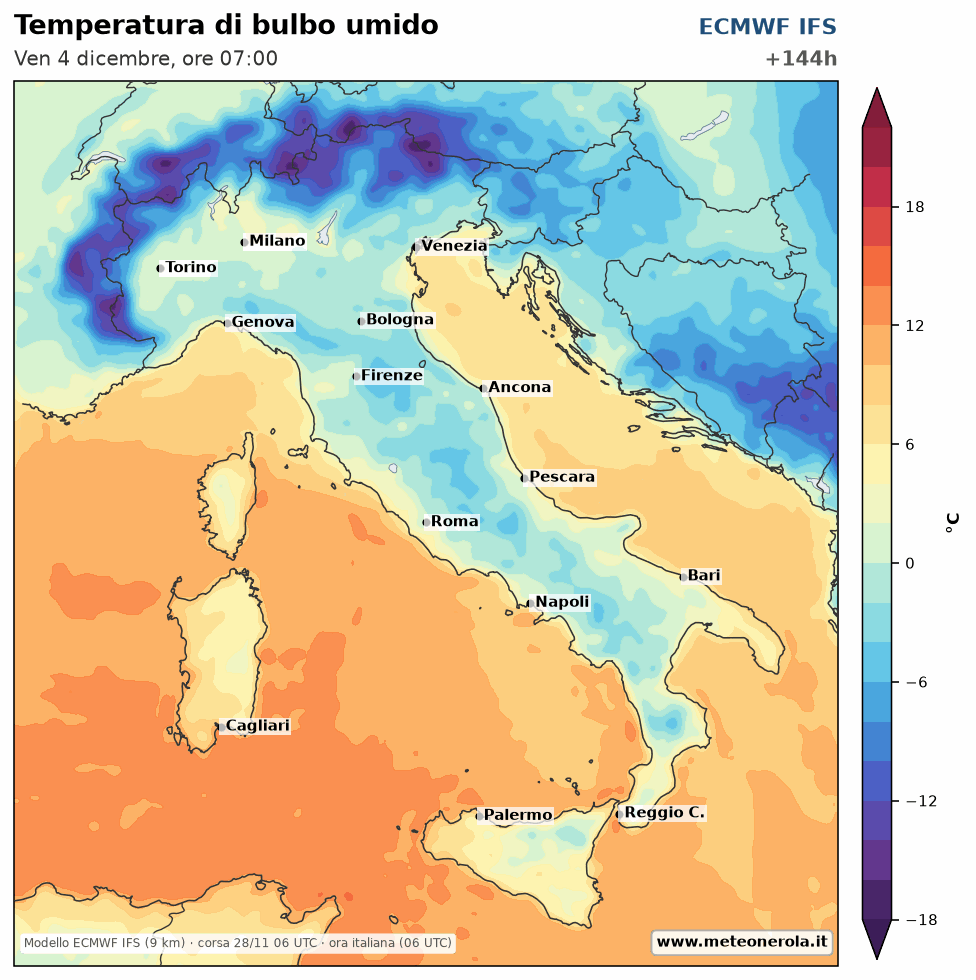 Temperatura di bulbo umido
ECMWF IFS
Ven 4 dicembre, ore 07:00
+144h
Milano
Venezia
Torino
Genova
Bologna
Firenze
Ancona
Pescara
Roma
Bari
Napoli
Cagliari
Palermo
Reggio C.
18
12
6
0
−6
−12
−18
°C
Modello ECMWF IFS (9 km) · corsa 28/11 06 UTC · ora italiana (06 UTC)
www.meteonerola.it